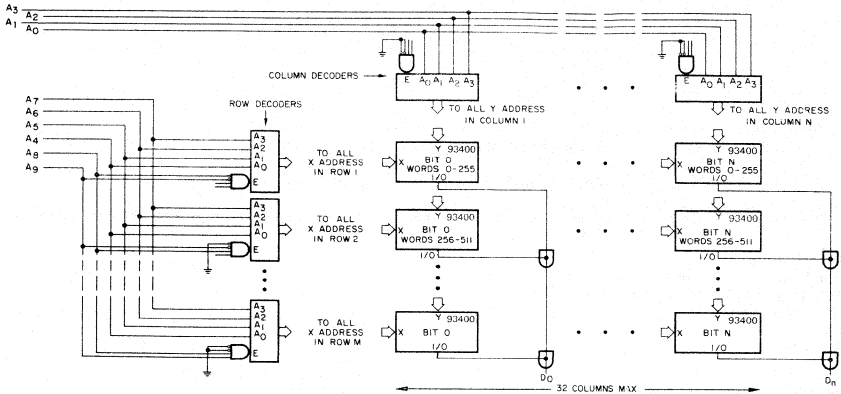 A3
A2
A1
A0
E A0 A1 A2 A3
E A0 A1 A2 A3
COLUMN DECODERS
TO ALL Y ADDRESS
IN COLUMN 1
TO ALL Y ADDRESS
IN COLUMN N
A7
A6
A5
A4
A8
A9
ROW DECODERS
A3
A2
A1
A0
E
TO ALL
X ADDRESS
IN ROW 1
Y 93400
X BIT 0
WORDS 0-255
I/O
Y 93400
X BIT N
WORDS 0-255
I/O
A3
A2
A1
A0
E
TO ALL
X ADDRESS
IN ROW 2
Y 93400
X BIT 0
WORDS 256-511
I/O
Y 93400
X BIT N
WORDS 256-511
I/O
A3
A2
A1
A0
E
TO ALL
X ADDRESS
IN ROW M
Y 93400
X BIT 0
I/O
Y 93400
X BIT N
I/O
D0
Dn
32 COLUMNS MAX